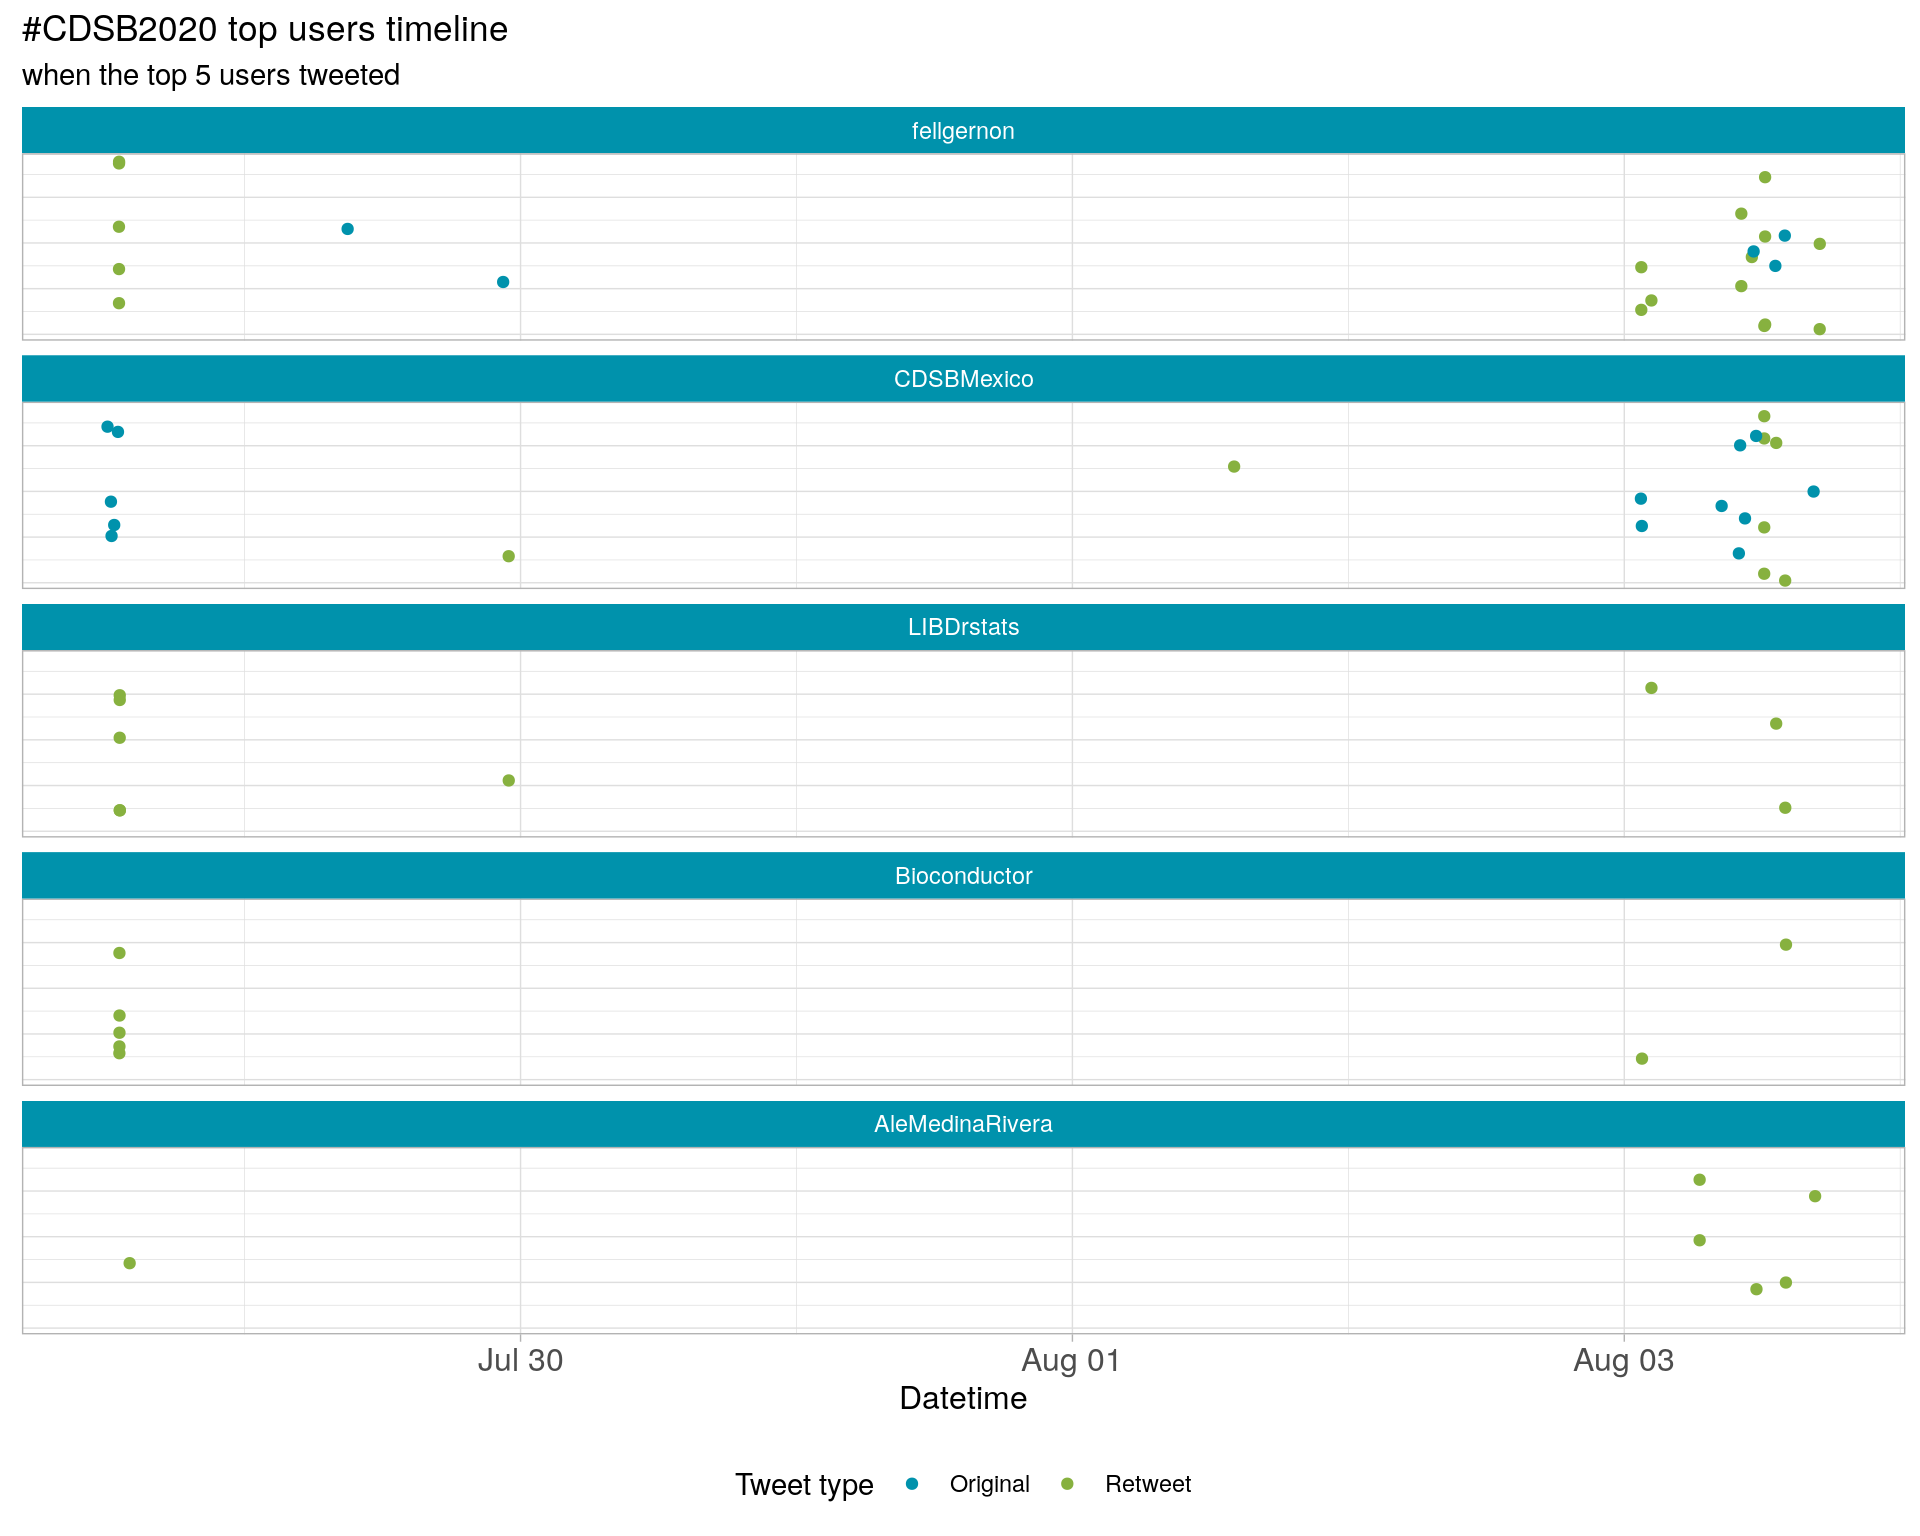 #CDSB2020 top users timeline
when the top 5 users tweeted
fellgernon
CDSBMexico
LIBDrstats
Bioconductor
AleMedinaRivera
Jul 30 Aug 01 Aug 03
Datetime
Tweet type Original Retweet